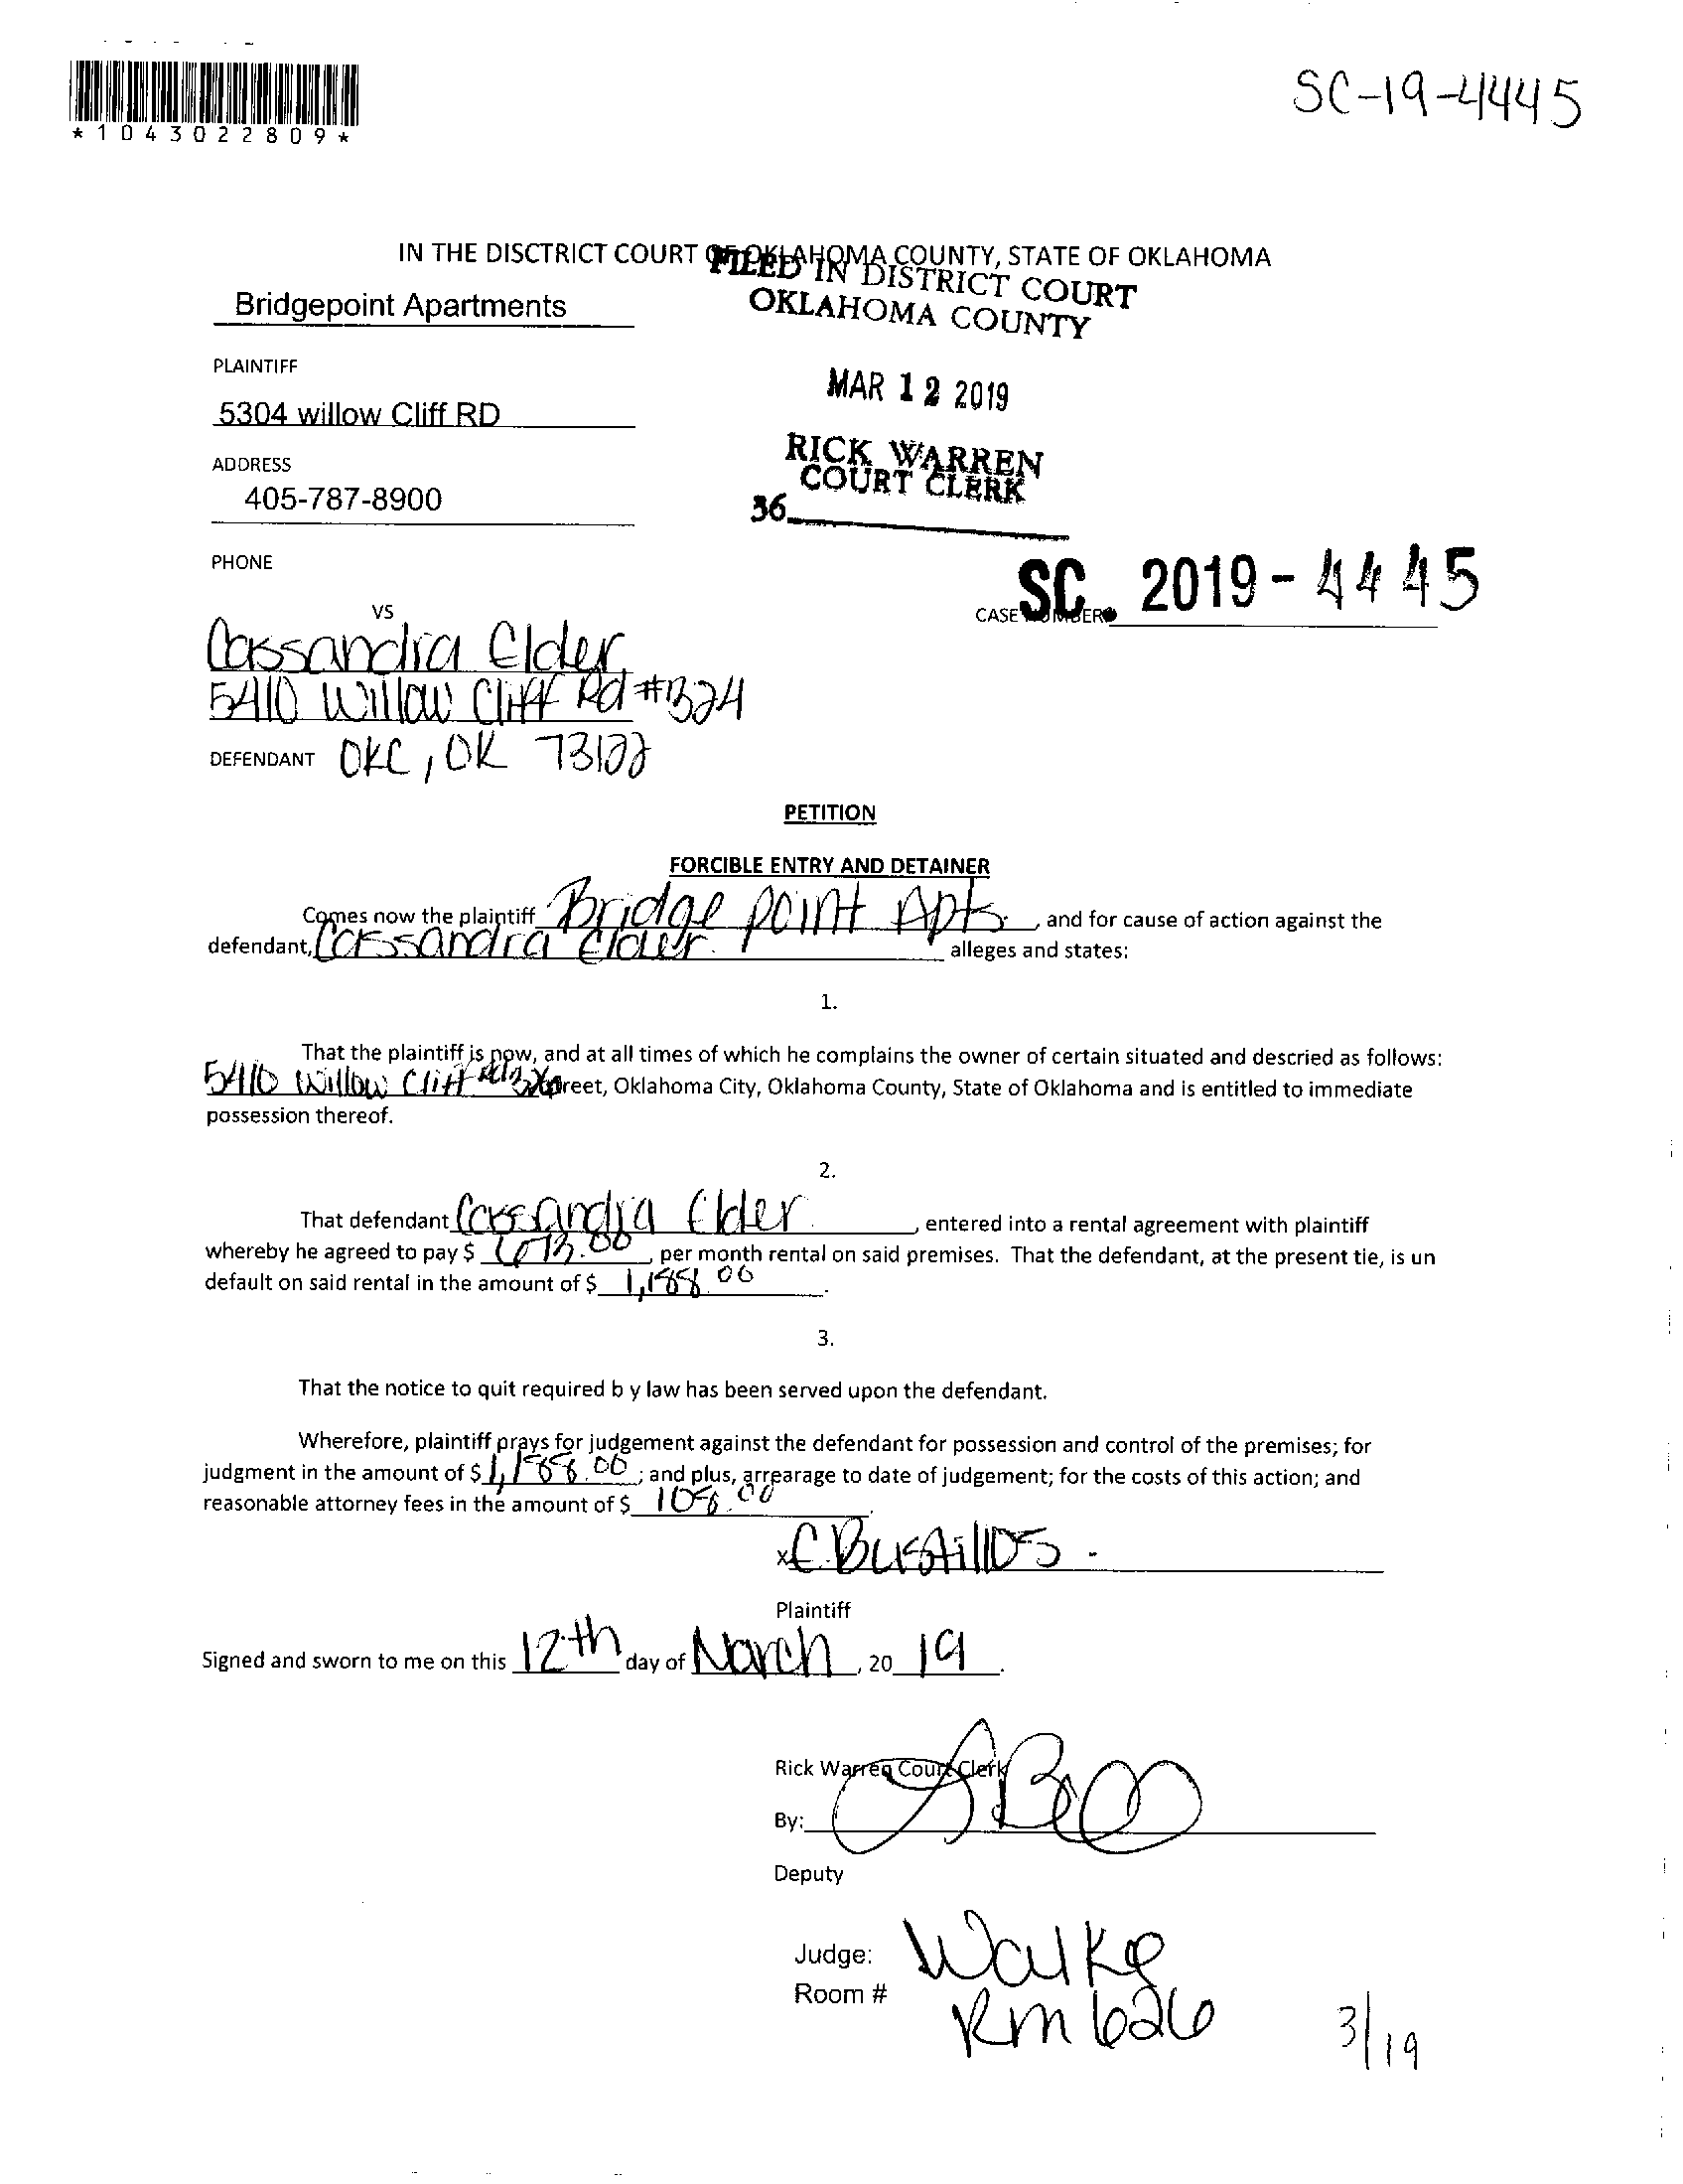 *1043022809*
SC-19-4445
IN THE DISCTRICT COURT OF OKLAHOMA COUNTY, STATE OF OKLAHOMA
FILED IN DISTRICT COURT
OKLAHOMA COUNTY
Bridgepoint Apartments
PLAINTIFF
MAR 12 2019
5304 willow Cliff RD
ADDRESS
RICK WARREN
COURT CLERK
405-787-8900
36
PHONE
CASE NUMBER SC. 2019-4445
VS
Cassandra Elder
5410 Willow Cliff Rd #324
DEFENDANT OKC, OK 73122
PETITION
FORCIBLE ENTRY AND DETAINER
Comes now the plaintiff Bridge point Apts. , and for cause of action against the
defendant, Cassandra Elder alleges and states:
1.
That the plaintiff is now, and at all times of which he complains the owner of certain situated and descried as follows:
5410 Willow Cliff Rd street, Oklahoma City, Oklahoma County, State of Oklahoma and is entitled to immediate
possession thereof.
2.
That defendant Cassandra Elder , entered into a rental agreement with plaintiff
whereby he agreed to pay $ per month rental on said premises. That the defendant, at the present tie, is un
default on said rental in the amount of $ 1,188.00 .
3.
That the notice to quit required b y law has been served upon the defendant.
Wherefore, plaintiff prays for judgement against the defendant for possession and control of the premises; for
judgment in the amount of $ 1,188.00 ; and plus, arrearage to date of judgement; for the costs of this action; and
reasonable attorney fees in the amount of $ 108.00 .
x C Bustillos
Plaintiff
Signed and sworn to me on this 12th day of March , 20 19 .
Rick Warren Court Clerk
By:
Deputy
Judge: Walke
Room # Rm 626
3/19